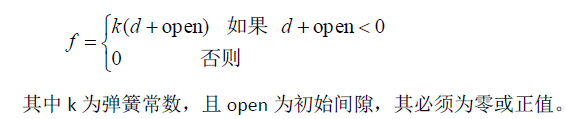 f = { k(d + open) 如果 d + open < 0
0 否则
其中 k 为弹簧常数，且 open 为初始间隙，其必须为零或正值。